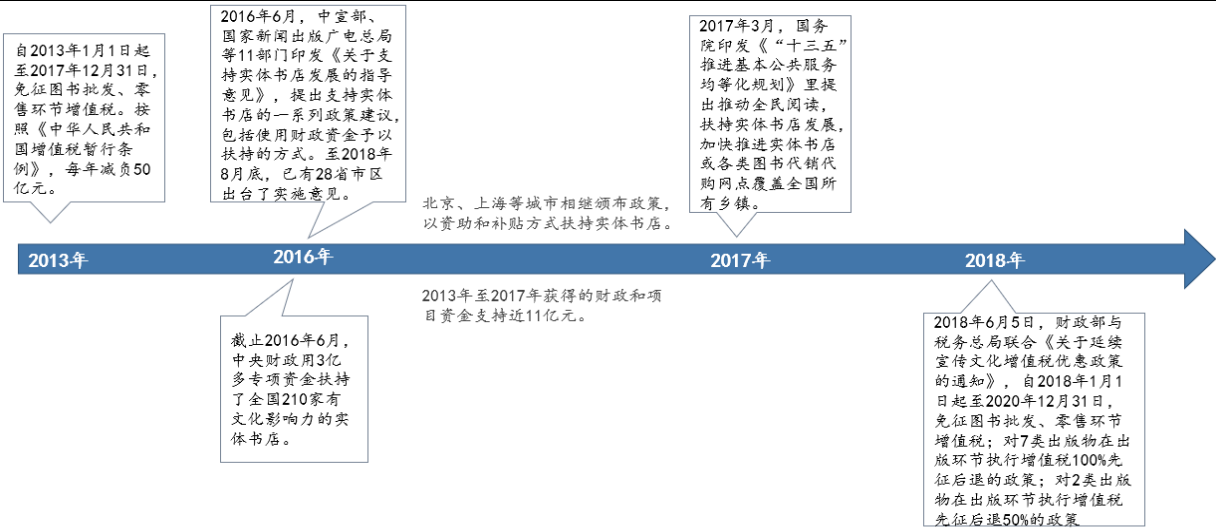 自2013年1月1日起
至2017年12月31日，
免征图书批发、零
售环节增值税。按
照《中华人民共和
国增值税暂行条
例》，每年减负50
亿元。
2016年6月，中宣部、
国家新闻出版广电总局
等11部门印发《关于支
持实体书店发展的指导
意见》，提出支持实体
书店的一系列政策建议，
包括使用财政资金予以
扶持的方式。至2018年
8月底，已有28省市区
出台了实施意见。
北京、上海等城市相继颁布政策，
以资助和补贴方式扶持实体书店。
2017年3月，国务
院印发《“十三五”
推进基本公共服务
均等化规划》里提
出推动全民阅读，
扶持实体书店发展，
加快推进实体书店
或各类图书代销代
购网点覆盖全国所
有乡镇。
2013年
2016年
2017年
2018年
截止2016年6月，
中央财政用3亿
多专项资金扶持
了全国210家有
文化影响力的实
体书店。
2013年至2017年获得的财政和项
目资金支持近11亿元。
2018年6月5日，财政部与
税务总局联合《关于延续
宣传文化增值税优惠政策
的通知》，自2018年1月1
日起至2020年12月31日，
免征图书批发、零售环节
增值税；对7类出版物在出
版环节执行增值税100%先
征后退的政策；对2类出版
物在出版环节执行增值税
先征后退50%的政策